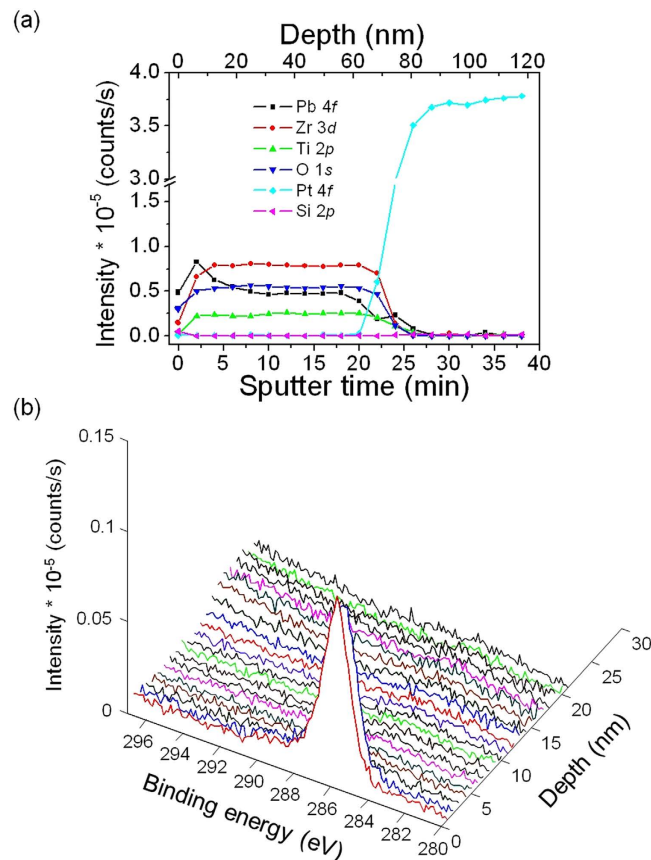 (a)
Depth (nm)
0 20 40 60 80 100 120
4.0
3.5
3.0
1.0
0.5
0.0
Intensity * 10-5 (counts/s)
Pb 4f
Zr 3d
Ti 2p
O 1s
Pt 4f
Si 2p
0 5 10 15 20 25 30 35 40
Sputter time (min)
(b)
0.15
0.1
0.05
0
Intensity * 10-5 (counts/s)
296 294 292 290 288 286 284 282 280
Binding energy (eV)
0 5 10 15 20 25 30
Depth (nm)